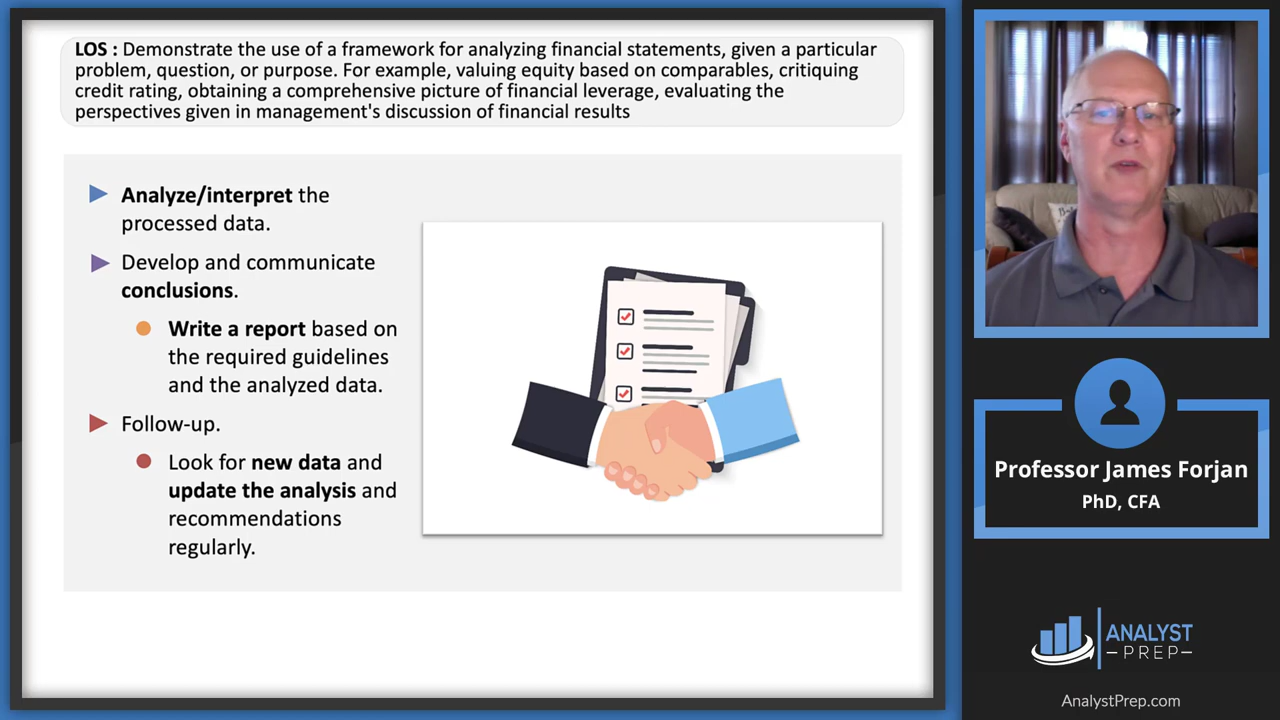 LOS : Demonstrate the use of a framework for analyzing financial statements, given a particular
problem, question, or purpose. For example, valuing equity based on comparables, critiquing
credit rating, obtaining a comprehensive picture of financial leverage, evaluating the
perspectives given in management's discussion of financial results
Analyze/interpret the
processed data.
Develop and communicate
conclusions.
Write a report based on
the required guidelines
and the analyzed data.
Follow-up.
Look for new data and
update the analysis and
recommendations
regularly.
Professor James Forjan
PhD, CFA
ANALYST
PREP
AnalystPrep.com